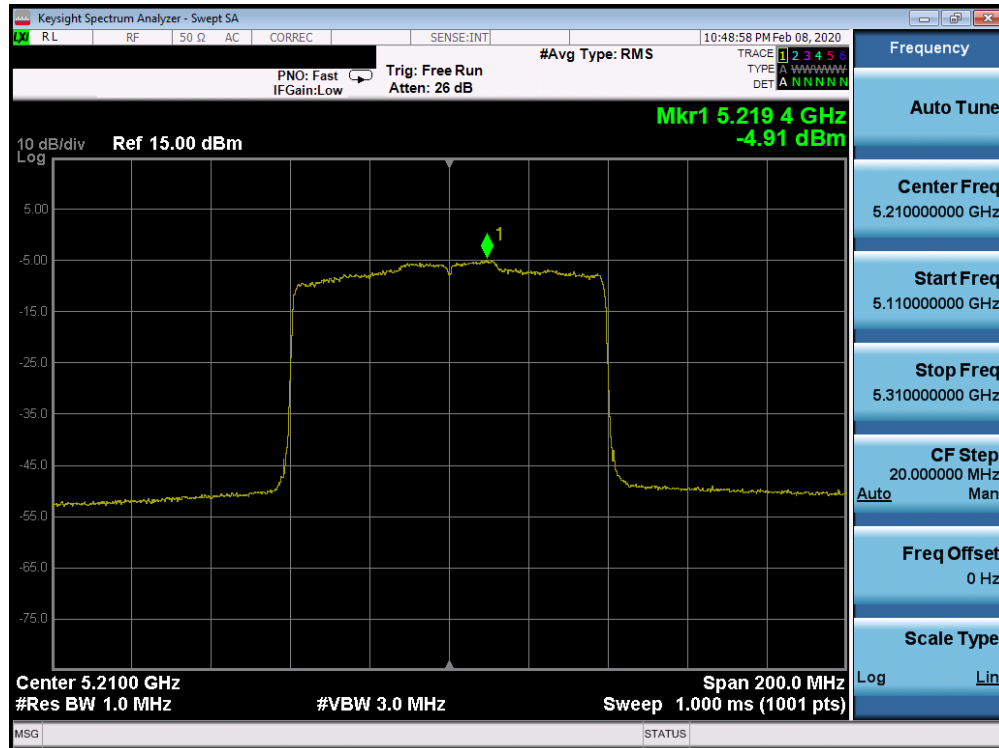 Keysight Spectrum Analyzer - Swept SA
LXI RL RF 50 Ω AC CORREC SENSE:INT 10:48:58 PM Feb 08, 2020
#Avg Type: RMS
TRACE 1 2 3 4 5 6
TYPE A WWWWW
DET A N N N N N
PNO: Fast
IFGain:Low
Trig: Free Run
Atten: 26 dB
Mkr1 5.219 4 GHz
-4.91 dBm
10 dB/div Ref 15.00 dBm
Log
1
5.00
-5.00
-15.0
-25.0
-35.0
-45.0
-55.0
-65.0
-75.0
Center 5.2100 GHz Span 200.0 MHz
#Res BW 1.0 MHz #VBW 3.0 MHz Sweep 1.000 ms (1001 pts)
MSG STATUS
Frequency
Auto Tune
Center Freq
5.210000000 GHz
Start Freq
5.110000000 GHz
Stop Freq
5.310000000 GHz
CF Step
20.000000 MHz
Auto Man
Freq Offset
0 Hz
Scale Type
Log Lin